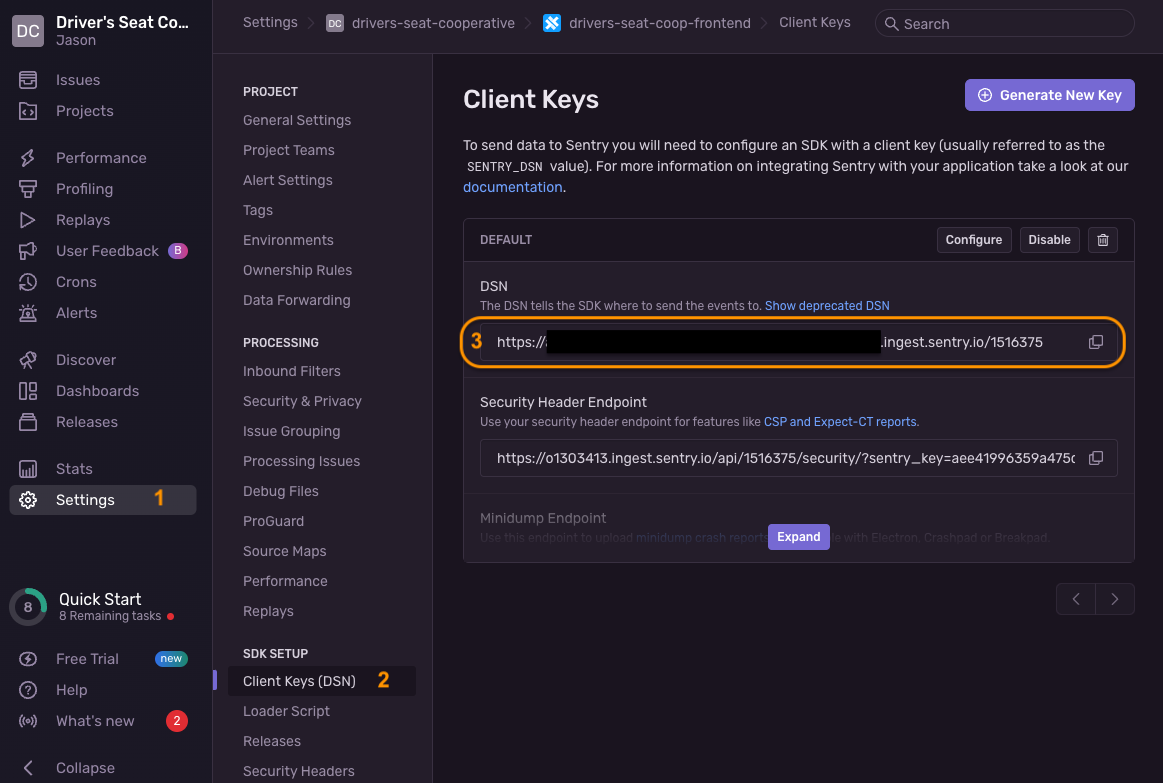 DC
Driver's Seat Co...
Jason
Issues
Projects
Performance
Profiling
Replays
User Feedback B
Crons
Alerts
Discover
Dashboards
Releases
Stats
Settings 1
8
Quick Start
8 Remaining tasks
Free Trial new
Help
What's new 2
Collapse
Settings > DC drivers-seat-cooperative > drivers-seat-coop-frontend > Client Keys
Search
PROJECT
General Settings
Project Teams
Alert Settings
Tags
Environments
Ownership Rules
Data Forwarding
PROCESSING
Inbound Filters
Security & Privacy
Issue Grouping
Processing Issues
Debug Files
ProGuard
Source Maps
Performance
Replays
SDK SETUP
Client Keys (DSN) 2
Loader Script
Releases
Security Headers
Client Keys
Generate New Key
To send data to Sentry you will need to configure an SDK with a client key (usually referred to as the
SENTRY_DSN value). For more information on integrating Sentry with your application take a look at our
documentation.
DEFAULT
Configure
Disable
DSN
The DSN tells the SDK where to send the events to. Show deprecated DSN
3 https:// .ingest.sentry.io/1516375
Security Header Endpoint
Use your security header endpoint for features like CSP and Expect-CT reports.
https://o1303413.ingest.sentry.io/api/1516375/security/?sentry_key=aee41996359a475c
Minidump Endpoint
Use this endpoint to upload minidump crash reports with Electron, Crashpad or Breakpad.
Expand